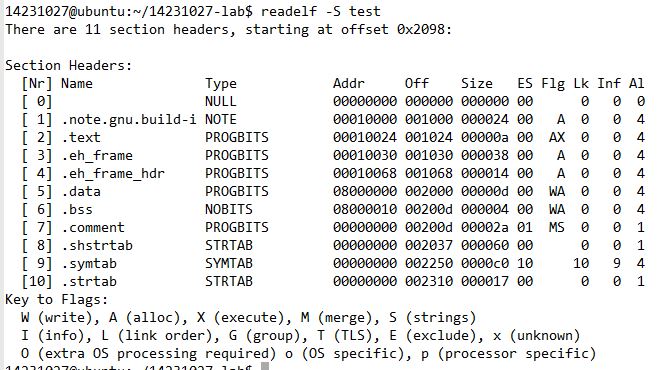 14231027@ubuntu:~/14231027-lab$ readelf -S test
There are 11 section headers, starting at offset 0x2098:

Section Headers:
  [Nr] Name              Type            Addr     Off    Size   ES Flg Lk Inf Al
  [ 0]                   NULL            00000000 000000 000000 00      0   0  0
  [ 1] .note.gnu.build-i NOTE            00010000 001000 000024 00   A  0   0  4
  [ 2] .text             PROGBITS        00010024 001024 00000a 00  AX  0   0  4
  [ 3] .eh_frame         PROGBITS        00010030 001030 000038 00   A  0   0  4
  [ 4] .eh_frame_hdr     PROGBITS        00010068 001068 000014 00   A  0   0  4
  [ 5] .data             PROGBITS        08000000 002000 00000d 00  WA  0   0  4
  [ 6] .bss              NOBITS          08000010 00200d 000004 00  WA  0   0  4
  [ 7] .comment          PROGBITS        00000000 00200d 00002a 01  MS  0   0  1
  [ 8] .shstrtab         STRTAB          00000000 002037 000060 00      0   0  1
  [ 9] .symtab           SYMTAB          00000000 002250 0000c0 10     10   9  4
  [10] .strtab           STRTAB          00000000 002310 000017 00      0   0  1
Key to Flags:
  W (write), A (alloc), X (execute), M (merge), S (strings)
  I (info), L (link order), G (group), T (TLS), E (exclude), x (unknown)
  O (extra OS processing required) o (OS specific), p (processor specific)
14231027@ubuntu:~/14231027-lab$